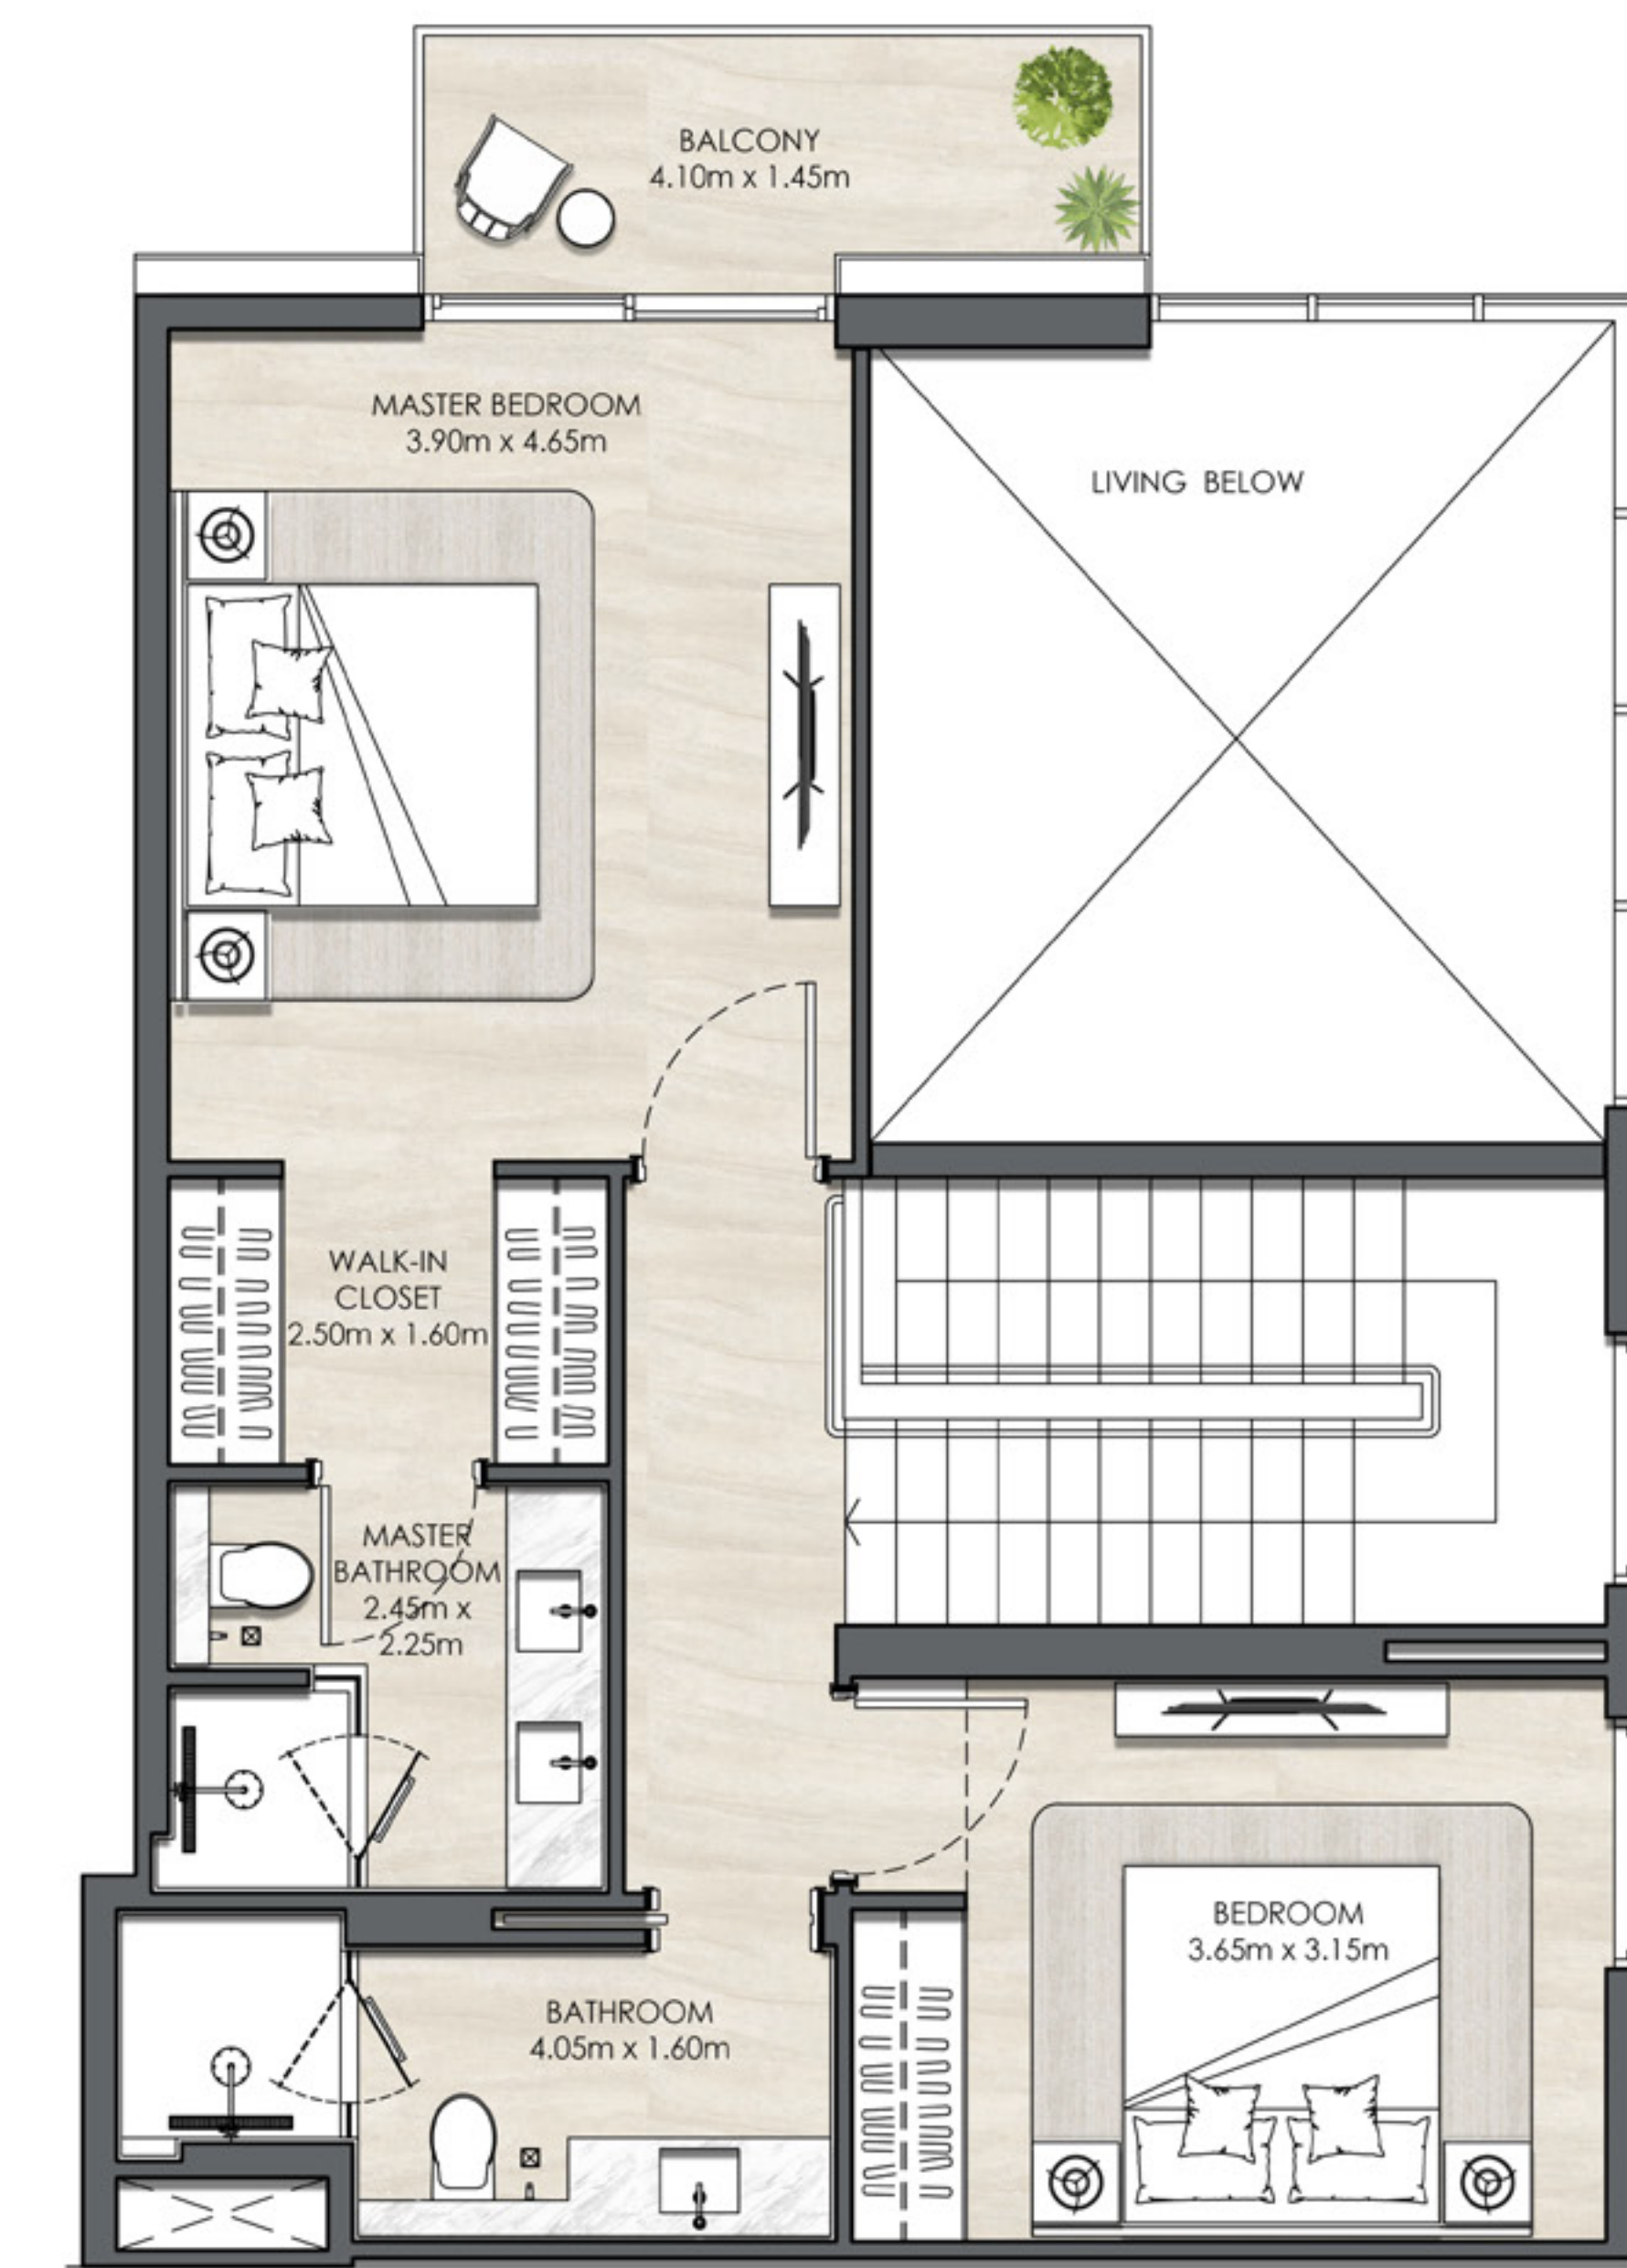 BALCONY
4.10m x 1.45m
MASTER BEDROOM
3.90m x 4.65m
LIVING BELOW
WALK-IN
CLOSET
2.50m x 1.60m
MASTER
BATHROOM
2.45m x
2.25m
BEDROOM
3.65m x 3.15m
BATHROOM
4.05m x 1.60m